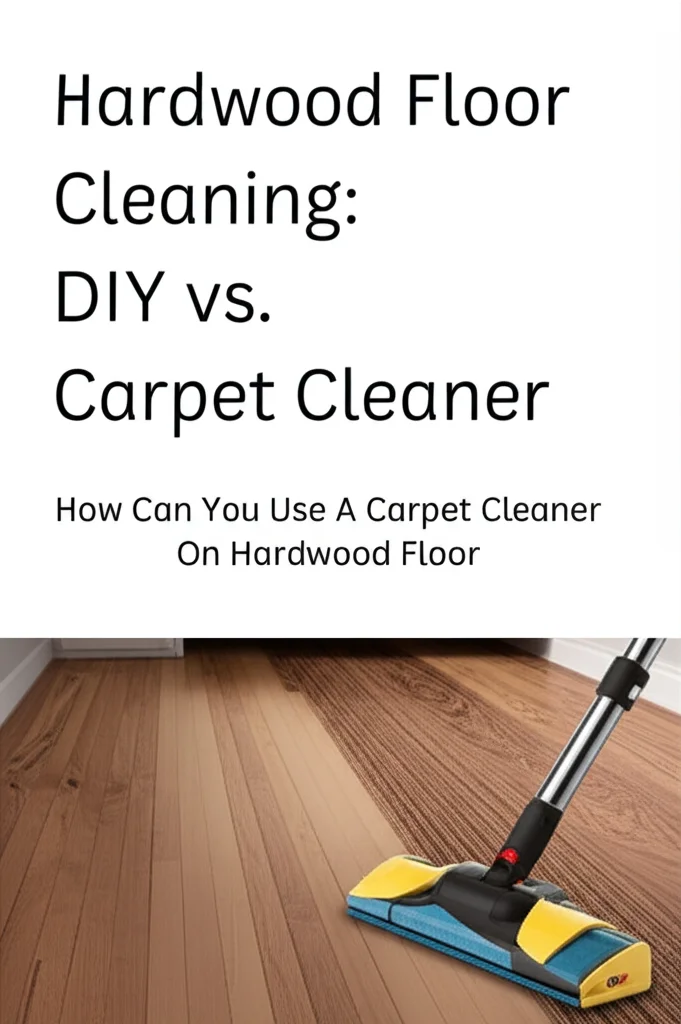 Hardwood Floor
Cleaning:
DIY vs.
Carpet Cleaner
How Can You Use A Carpet Cleaner
On Hardwood Floor